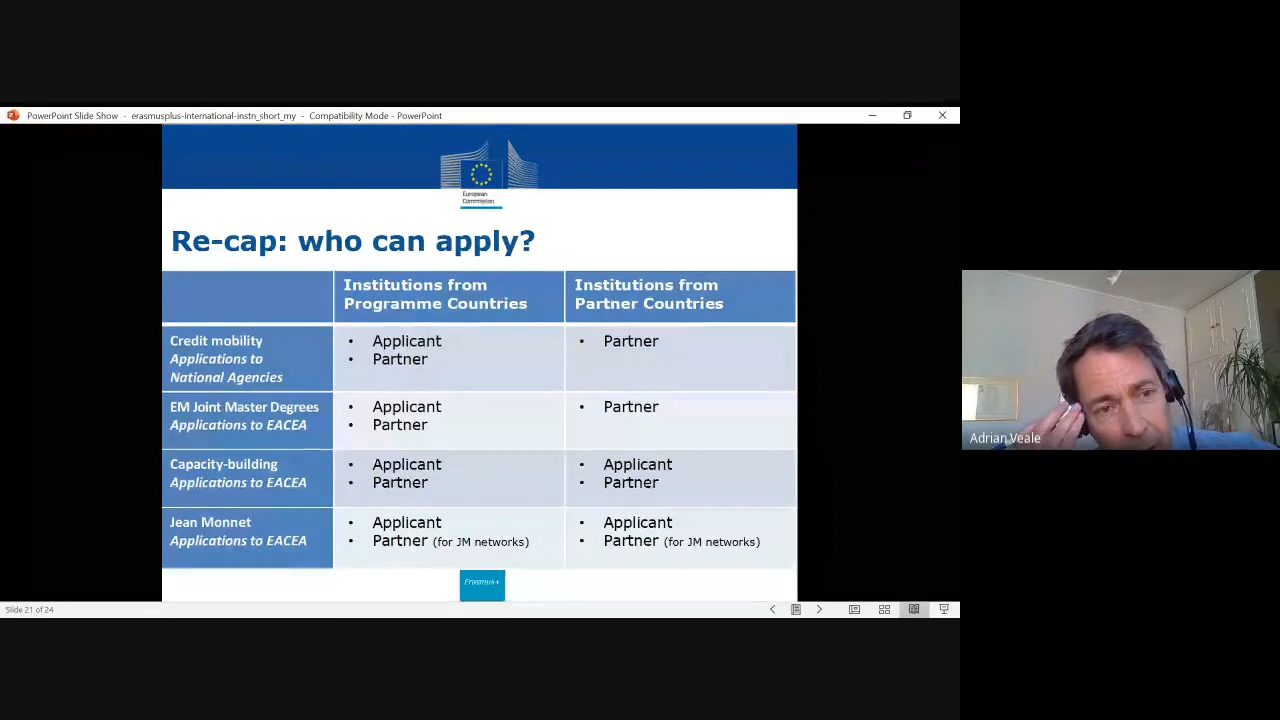 PowerPoint Slide Show - erasmusplus-international-instn_short_my - Compatibility Mode - PowerPoint
European
Commission
Re-cap: who can apply?
Institutions from
Programme Countries
Institutions from
Partner Countries
Credit mobility
Applications to
National Agencies
• Applicant
• Partner
• Partner
EM Joint Master Degrees
Applications to EACEA
• Applicant
• Partner
• Partner
Capacity-building
Applications to EACEA
• Applicant
• Partner
• Applicant
• Partner
Jean Monnet
Applications to EACEA
• Applicant
• Partner (for JM networks)
• Applicant
• Partner (for JM networks)
Erasmus+
Slide 21 of 24
Adrian Veale